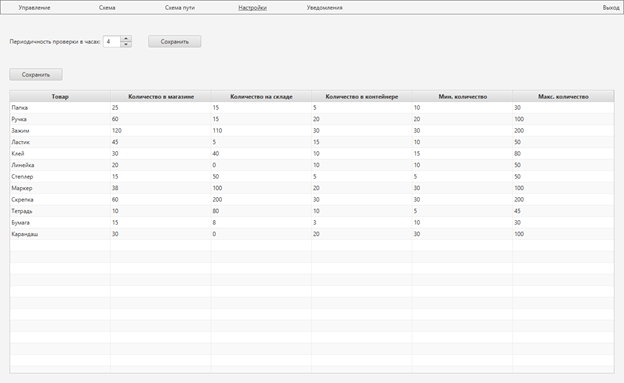 Управление Схема Схема пути Настройки Уведомления Выход
Периодичность проверки в часах: 4 Сохранить
Сохранить
Товар Количество в магазине Количество на складе Количество в контейнере Мин. количество Макс. количество
Папка 25 15 5 10 30
Ручка 60 15 20 20 100
Зажим 120 110 30 30 200
Ластик 45 5 15 10 50
Клей 30 40 10 15 80
Линейка 20 0 10 10 50
Степлер 15 50 5 5 50
Маркер 38 100 20 30 100
Скрепка 60 200 30 30 200
Тетрадь 10 80 10 5 45
Бумага 15 8 3 10 30
Карандаш 30 0 20 30 100